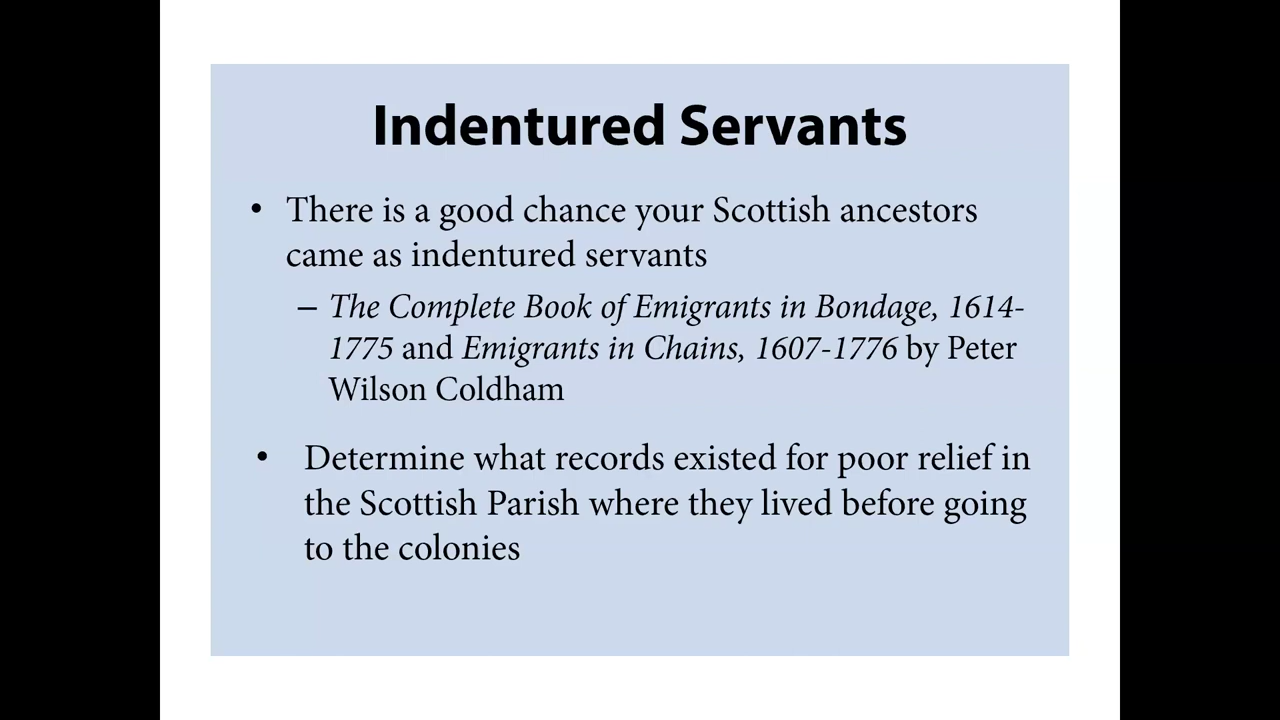 Indentured Servants
• There is a good chance your Scottish ancestors
came as indentured servants
– The Complete Book of Emigrants in Bondage, 1614-
1775 and Emigrants in Chains, 1607-1776 by Peter
Wilson Coldham
• Determine what records existed for poor relief in
the Scottish Parish where they lived before going
to the colonies